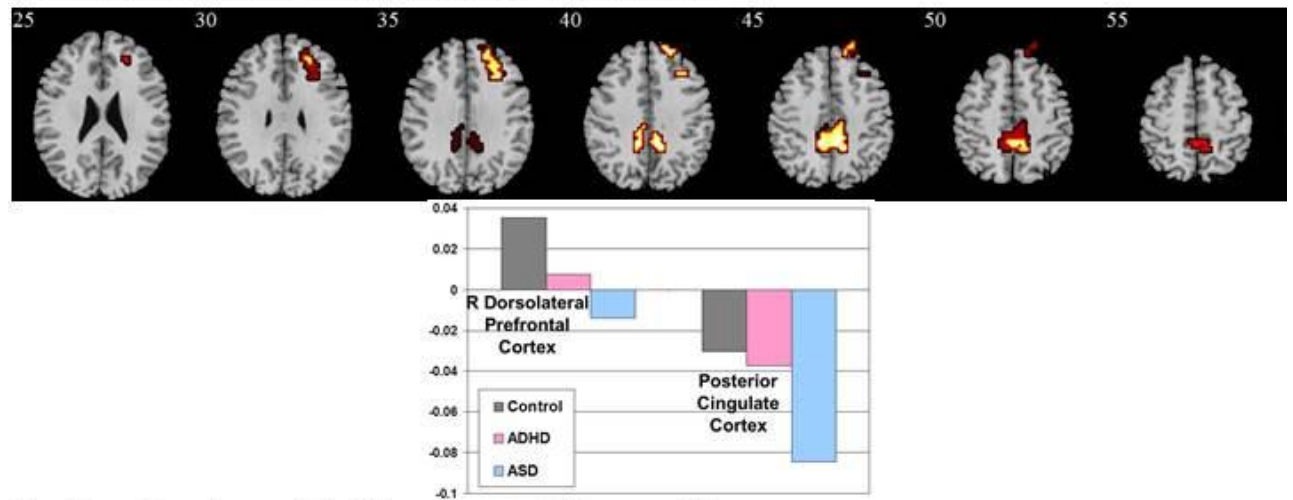 25 30 35 40 45 50 55
0.04
0.02
0
-0.02
-0.04
-0.06
-0.08
-0.1
R Dorsolateral
Prefrontal
Cortex
Posterior
Cingulate
Cortex
Control
ADHD
ASD